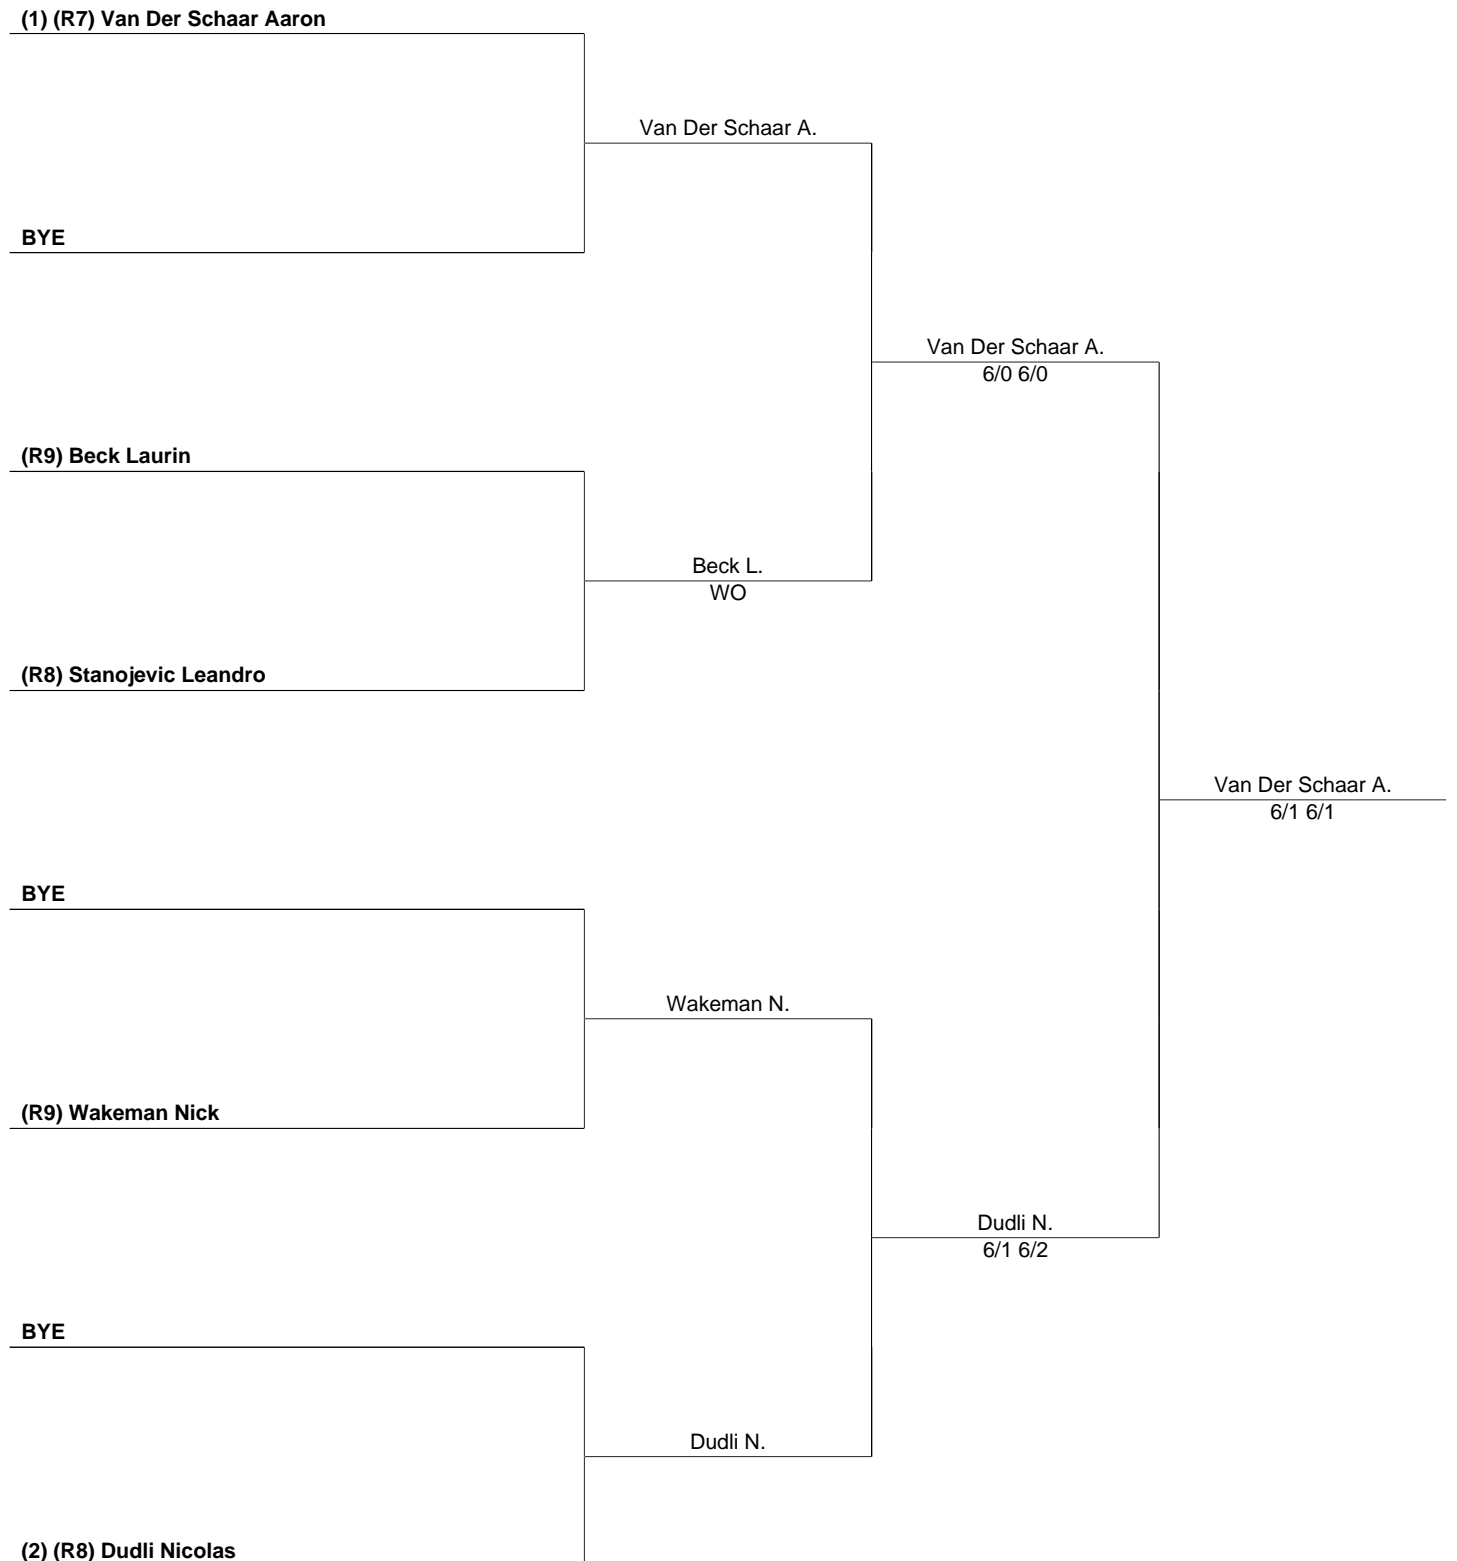 (1) (R7) Van Der Schaar Aaron
Van Der Schaar A.
BYE
Van Der Schaar A.
6/0 6/0
(R9) Beck Laurin
Beck L.
WO
(R8) Stanojevic Leandro
Van Der Schaar A.
6/1 6/1
BYE
Wakeman N.
(R9) Wakeman Nick
Dudli N.
6/1 6/2
BYE
Dudli N.
(2) (R8) Dudli Nicolas